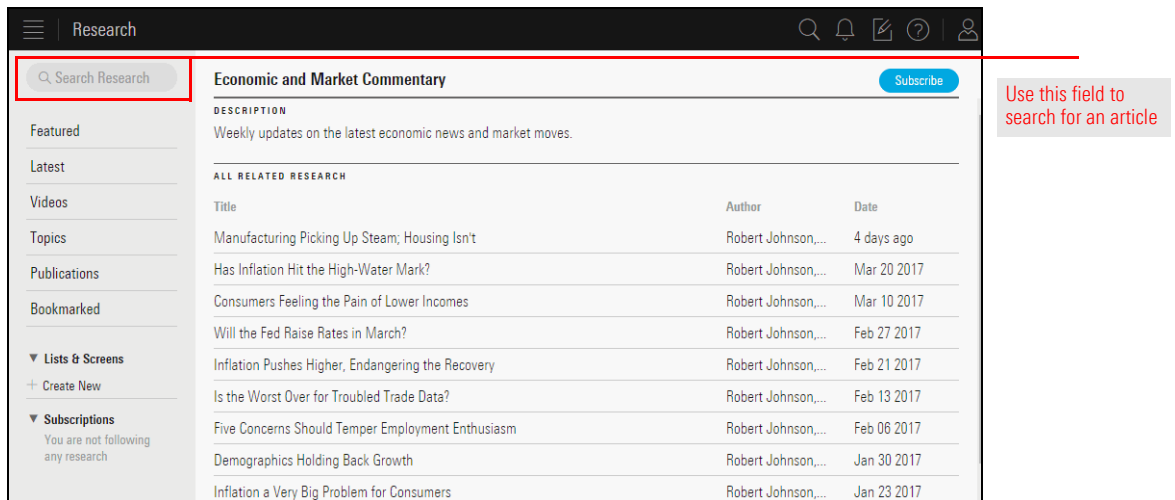 Research
Search Research
Featured
Latest
Videos
Topics
Publications
Bookmarked
Lists & Screens
+ Create New
Subscriptions
You are not following
any research
Economic and Market Commentary
Subscribe
DESCRIPTION
Weekly updates on the latest economic news and market moves.
ALL RELATED RESEARCH
Title Author Date
Manufacturing Picking Up Steam; Housing Isn't Robert Johnson,... 4 days ago
Has Inflation Hit the High-Water Mark? Robert Johnson,... Mar 20 2017
Consumers Feeling the Pain of Lower Incomes Robert Johnson,... Mar 10 2017
Will the Fed Raise Rates in March? Robert Johnson,... Feb 27 2017
Inflation Pushes Higher, Endangering the Recovery Robert Johnson,... Feb 21 2017
Is the Worst Over for Troubled Trade Data? Robert Johnson,... Feb 13 2017
Five Concerns Should Temper Employment Enthusiasm Robert Johnson,... Feb 06 2017
Demographics Holding Back Growth Robert Johnson,... Jan 30 2017
Inflation a Very Big Problem for Consumers Robert Johnson,... Jan 23 2017
Use this field to
search for an article